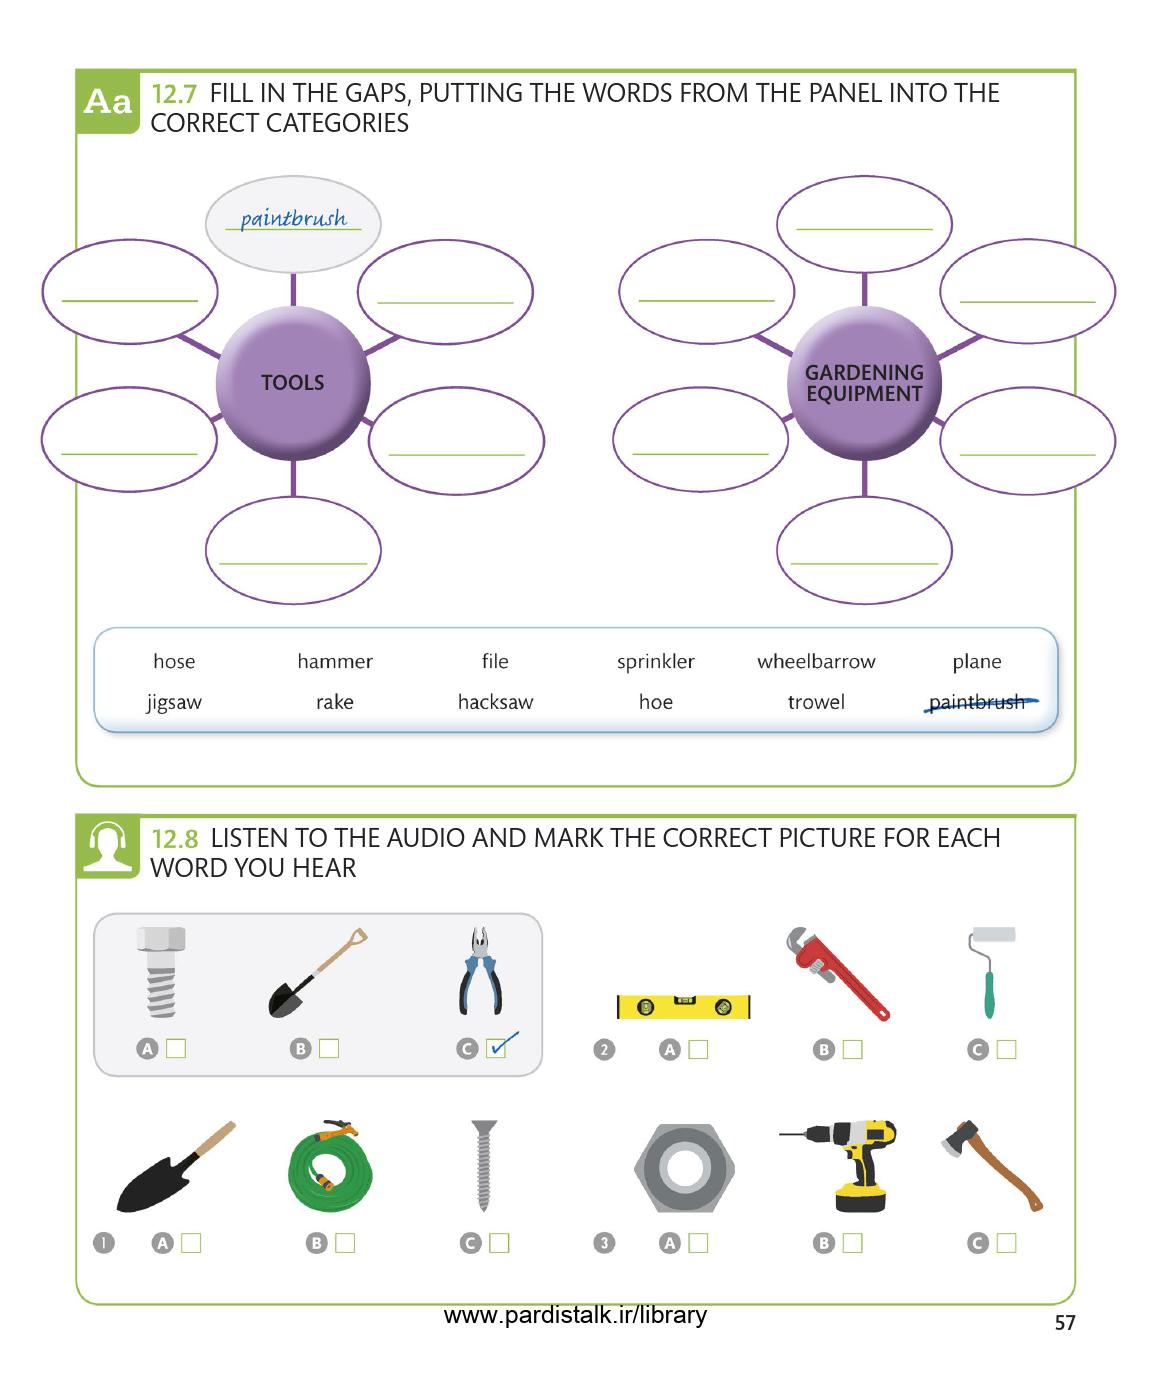 Aa
12.7 FILL IN THE GAPS, PUTTING THE WORDS FROM THE PANEL INTO THE
CORRECT CATEGORIES
paintbrush
TOOLS
GARDENING
EQUIPMENT
hose hammer file sprinkler wheelbarrow plane
jigsaw rake hacksaw hoe trowel paintbrush
12.8 LISTEN TO THE AUDIO AND MARK THE CORRECT PICTURE FOR EACH
WORD YOU HEAR
A B C
2 A B C
1 A B C
3 A B C
www.pardistalk.ir/library
57